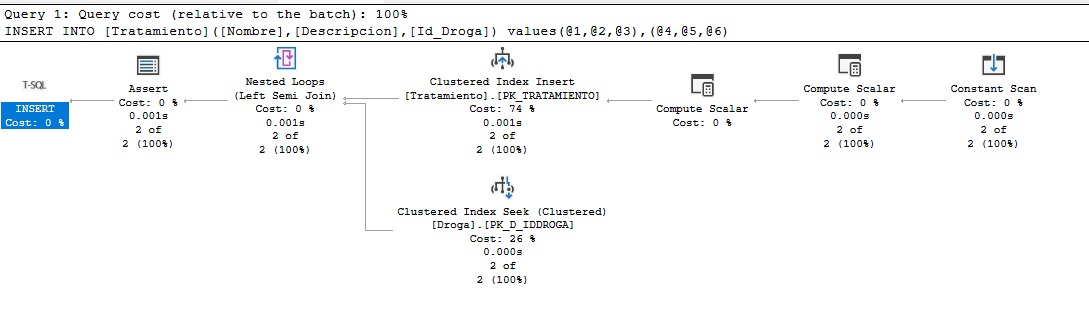 Query 1: Query cost (relative to the batch): 100%
INSERT INTO [Tratamiento]([Nombre],[Descripcion],[Id_Droga]) values(@1,@2,@3),(@4,@5,@6)
T-SQL
INSERT
Cost: 0 %
Assert
Cost: 0 %
0.001s
2 of
2 (100%)
Nested Loops
(Left Semi Join)
Cost: 0 %
0.001s
2 of
2 (100%)
Clustered Index Insert
[Tratamiento].[PK_TRATAMIENTO]
Cost: 74 %
0.001s
2 of
2 (100%)
Compute Scalar
Cost: 0 %
Compute Scalar
Cost: 0 %
0.000s
2 of
2 (100%)
Constant Scan
Cost: 0 %
0.000s
2 of
2 (100%)
Clustered Index Seek (Clustered)
[Droga].[PK_D_IDDROGA]
Cost: 26 %
0.000s
2 of
2 (100%)